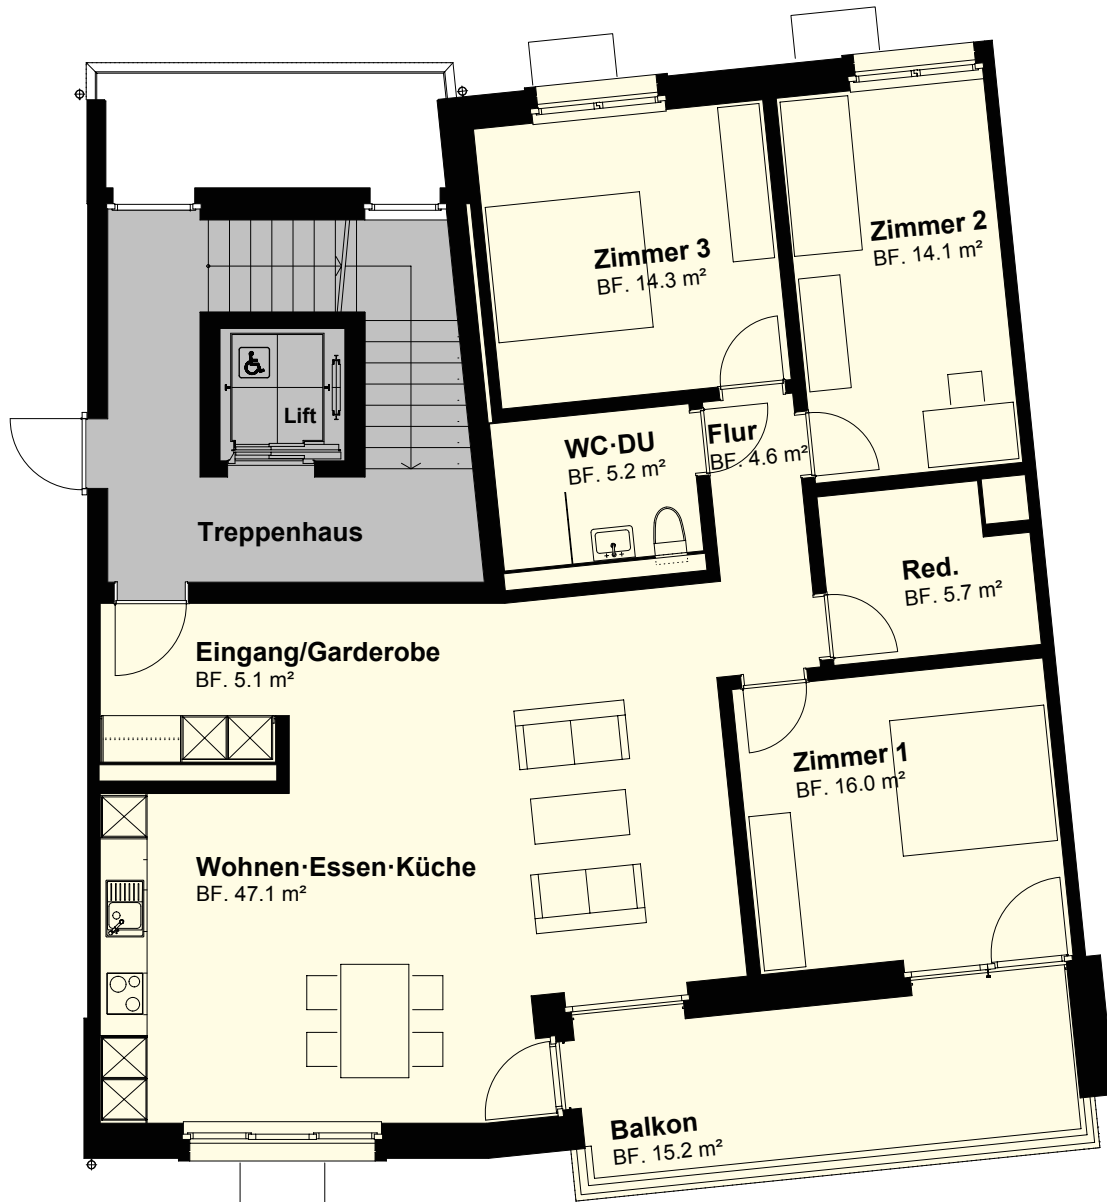 Zimmer 3
BF. 14.3 m²
Zimmer 2
BF. 14.1 m²
Lift
WC·DU
BF. 5.2 m²
Flur
BF. 4.6 m²
Treppenhaus
Red.
BF. 5.7 m²
Eingang/Garderobe
BF. 5.1 m²
Zimmer 1
BF. 16.0 m²
Wohnen·Essen·Küche
BF. 47.1 m²
Balkon
BF. 15.2 m²